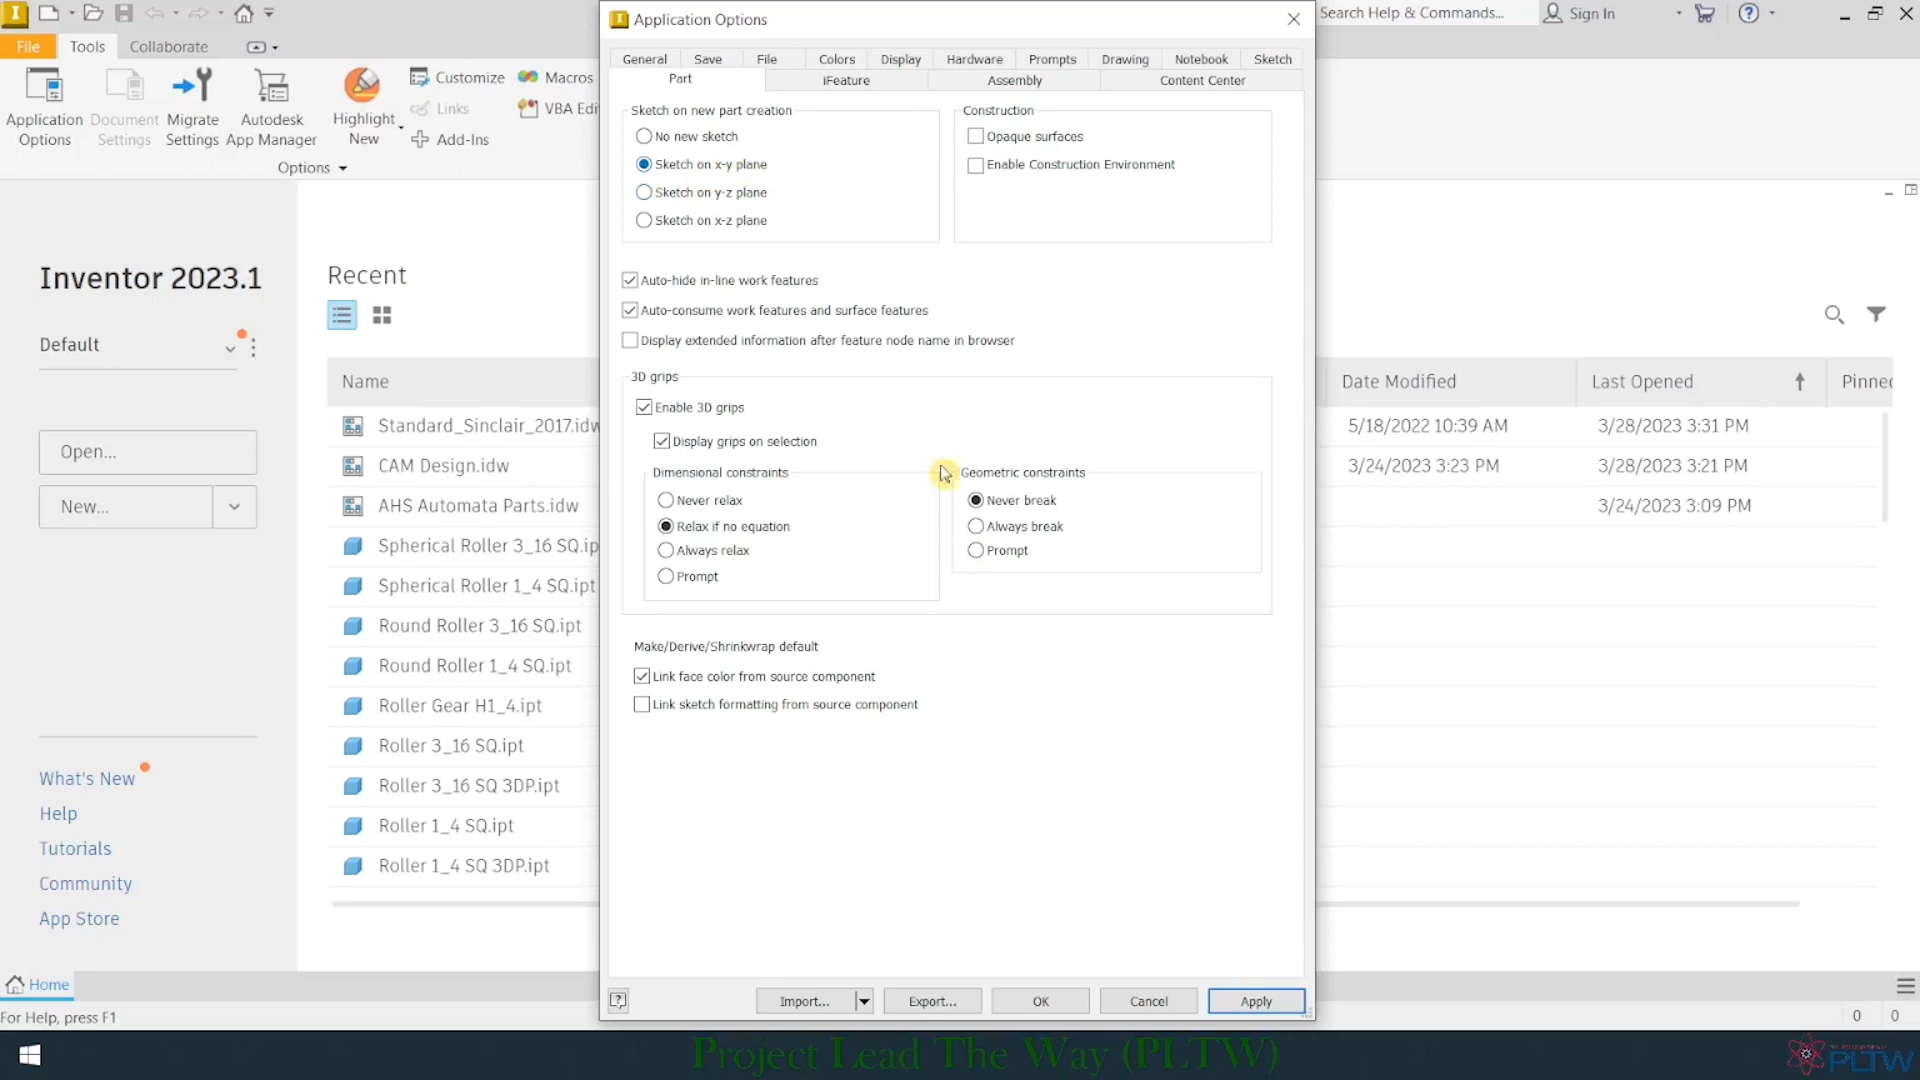 Application Options
Search Help & Commands...
Sign In
File
Tools
Collaborate
General
Save
File
Colors
Display
Hardware
Prompts
Drawing
Notebook
Sketch
Part
iFeature
Assembly
Content Center
Application Options
Document Settings
Migrate Settings
Autodesk App Manager
Highlight New
Customize
Macros
Links
VBA Edi
Add-Ins
Options
Sketch on new part creation
No new sketch
Sketch on x-y plane
Sketch on y-z plane
Sketch on x-z plane
Construction
Opaque surfaces
Enable Construction Environment
Auto-hide in-line work features
Auto-consume work features and surface features
Display extended information after feature node name in browser
3D grips
Enable 3D grips
Display grips on selection
Dimensional constraints
Never relax
Relax if no equation
Always relax
Prompt
Geometric constraints
Never break
Always break
Prompt
Make/Derive/Shrinkwrap default
Link face color from source component
Link sketch formatting from source component
Import...
Export...
OK
Cancel
Apply
Inventor 2023.1
Default
Open...
New...
What's New
Help
Tutorials
Community
App Store
Recent
Name
Date Modified
Last Opened
Pinned
Standard_Sinclair_2017.idw
5/18/2022 10:39 AM
3/28/2023 3:31 PM
CAM Design.idw
3/24/2023 3:23 PM
3/28/2023 3:21 PM
AHS Automata Parts.idw
3/24/2023 3:09 PM
Spherical Roller 3_16 SQ.ip
Spherical Roller 1_4 SQ.ipt
Round Roller 3_16 SQ.ipt
Round Roller 1_4 SQ.ipt
Roller Gear H1_4.ipt
Roller 3_16 SQ.ipt
Roller 3_16 SQ 3DP.ipt
Roller 1_4 SQ.ipt
Roller 1_4 SQ 3DP.ipt
Home
For Help, press F1
0
0
Project Lead The Way (PLTW)
PLTW